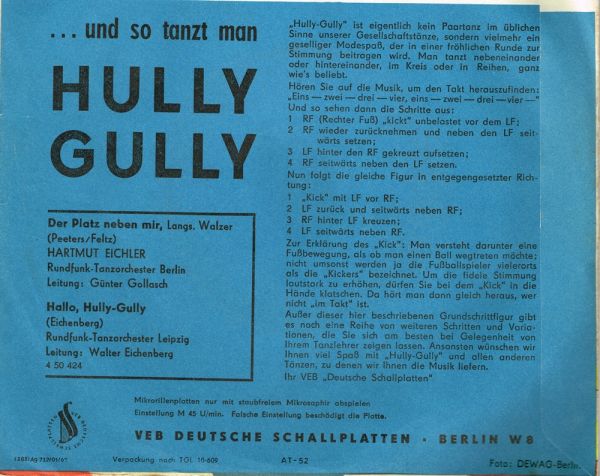 ... und so tanzt man
HULLY
GULLY
Der Platz neben mir, Langs. Walzer
(Peeters/Feltz)
HARTMUT EICHLER
Rundfunk-Tanzorchester Berlin
Leitung: Günter Gollasch
Hallo, Hully-Gully
(Eichenberg)
Rundfunk-Tanzorchester Leipzig
Leitung: Walter Eichenberg
4 50 424
„Hully-Gully“ ist eigentlich kein Paartanz im üblichen
Sinne unserer Gesellschaftstänze, sondern vielmehr ein
geselliger Modespaß, der in einer fröhlichen Runde zur
Stimmung beitragen wird. Man tanzt nebeneinander
oder hintereinander, im Kreis oder in Reihen, ganz
wie's beliebt.
Hören Sie auf die Musik, um den Takt herauszufinden:
„Eins — zwei — drei — vier, eins — zwei — drei — vier —“
Und so sehen dann die Schritte aus:
1 RF (Rechter Fuß) „kickt“ unbelastet vor dem LF;
2 RF wieder zurücknehmen und neben den LF seit-
wärts setzen;
3 LF hinter den RF gekreuzt aufsetzen;
4 RF seitwärts neben den LF setzen.
Nun folgt die gleiche Figur in entgegengesetzter Rich-
tung:
1 „Kick“ mit LF vor RF;
2 LF zurück und seitwärts neben RF;
3 RF hinter LF kreuzen;
4 LF seitwärts neben RF.
Zur Erklärung des „Kick“: Man versteht darunter eine
Fußbewegung, als ob man einen Ball wegtreten möchte;
nicht umsonst werden ja die Fußballspieler vielerorts
als die „Kickers“ bezeichnet. Um die fidele Stimmung
lautstark zu erhöhen, dürfen Sie bei dem „Kick“ in die
Hände klatschen. Da hört man dann gleich heraus, wer
nicht „im Takt“ ist.
Außer dieser hier beschriebenen Grundschrittfigur gibt
es noch eine Reihe von weiteren Schritten und Varia-
tionen, die Sie sich am besten bei Gelegenheit von
Ihrem Tanzlehrer zeigen lassen. Ansonsten wünschen wir
Ihnen viel Spaß mit „Hully-Gully“ und allen anderen
Tänzen, zu denen wir Ihnen die Musik liefern.
Ihr VEB „Deutsche Schallplatten“
Mikrorillenplatten nur mit staubfreiem Mikrosaphir abspielen
Einstellung M 45 U/min. Falsche Einstellung beschädigt die Platte.
VEB DEUTSCHE SCHALLPLATTEN · BERLIN W 8
Verpackung nach TGL 10-609 AT-52
Foto: DEWAG-Berlin